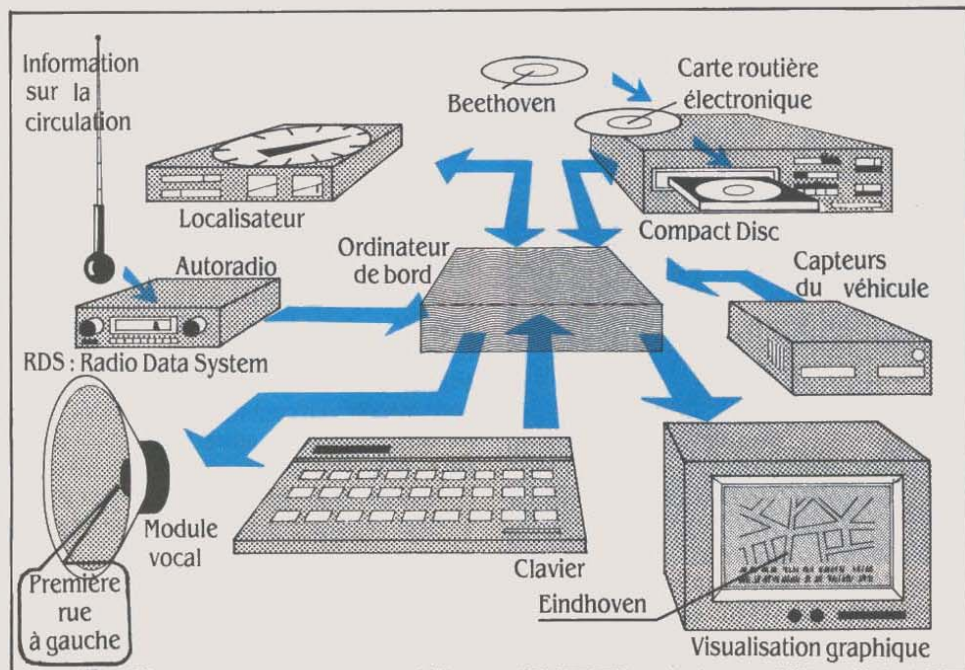 Information
sur la
circulation
Beethoven
Carte routière
électronique
Localisateur
Compact Disc
Ordinateur
de bord
Autoradio
Capteurs
du véhicule
RDS : Radio Data System
Module
vocal
Première
rue
à gauche
Clavier
Eindhoven
Visualisation graphique